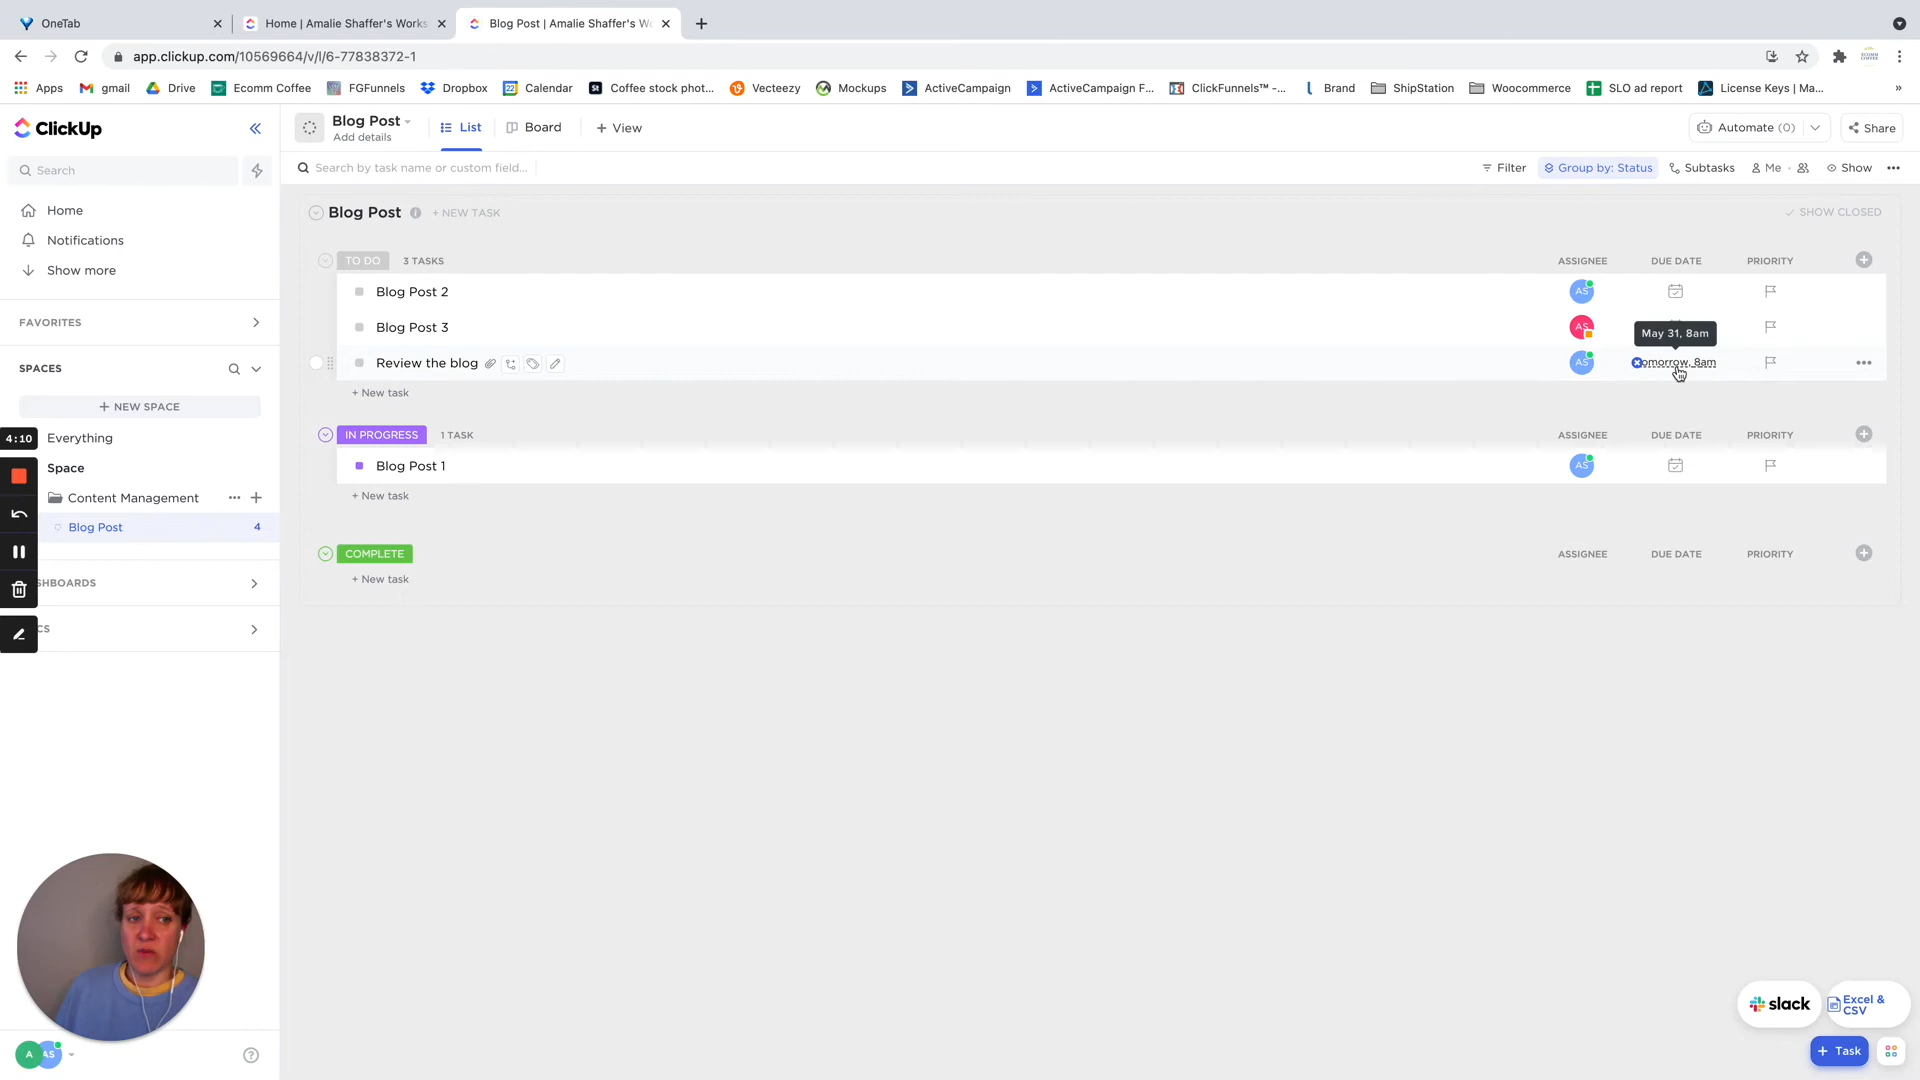 OneTab
Home | Amalie Shaffer's Works
Blog Post | Amalie Shaffer's Wo
app.clickup.com/10569664/v/l/6-77838372-1
Apps
gmail
Drive
Ecomm Coffee
FGFunnels
Dropbox
Calendar
Coffee stock phot...
Vecteezy
Mockups
ActiveCampaign
ActiveCampaign F...
ClickFunnels™ -...
Brand
ShipStation
Woocommerce
SLO ad report
License Keys | Ma...
»
ClickUp
Blog Post
Add details
List
Board
+ View
Automate (0)
Share
Search
Search by task name or custom field...
Filter
Group by: Status
Subtasks
Me
Show
Home
Notifications
Show more
FAVORITES
SPACES
+ NEW SPACE
4:10
Everything
Space
Content Management
Blog Post
4
SHBOARDS
CS
Blog Post
+ NEW TASK
SHOW CLOSED
TO DO
3 TASKS
ASSIGNEE
DUE DATE
PRIORITY
Blog Post 2
AS
Blog Post 3
AS
May 31, 8am
Review the blog
AS
omorrow, 8am
+ New task
IN PROGRESS
1 TASK
ASSIGNEE
DUE DATE
PRIORITY
Blog Post 1
AS
+ New task
COMPLETE
ASSIGNEE
DUE DATE
PRIORITY
+ New task
slack
Excel &
CSV
+ Task
A
AS
?